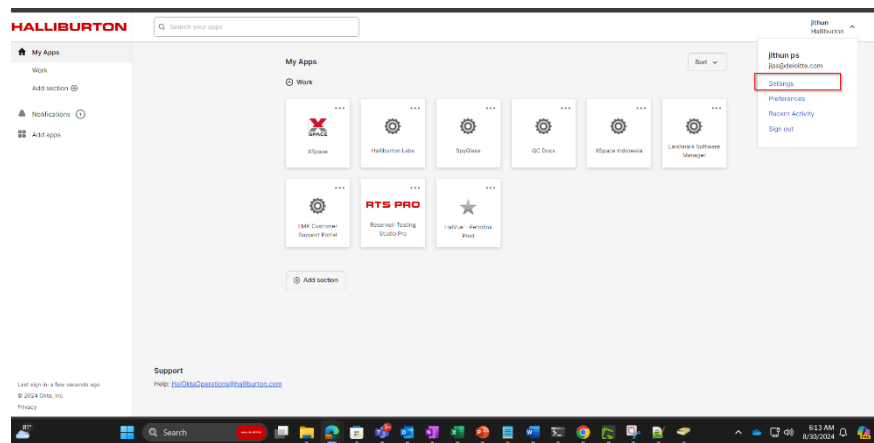 HALLIBURTON
Search your apps
jithun
Halliburton
My Apps
Work
Add section
Notifications 1
Add apps
My Apps
Sort
Work
jithun ps
jips@deloitte.com
Settings
Preferences
Recent Activity
Sign out
XSPACE
XSpace
Halliburton Labs
SpyGlass
QC Docs
XSpace Indonesia
Landmark Software
Manager
RTS PRO
LMK Customer
Support Portal
Reservoir Testing
Studio Pro
HalVue - Petrolink
Prod
Add section
Support
Help: HalOktaOperations@halliburton.com
Last sign in: a few seconds ago
© 2024 Okta, Inc.
Privacy
81°
Search
6:13 AM
8/30/2024